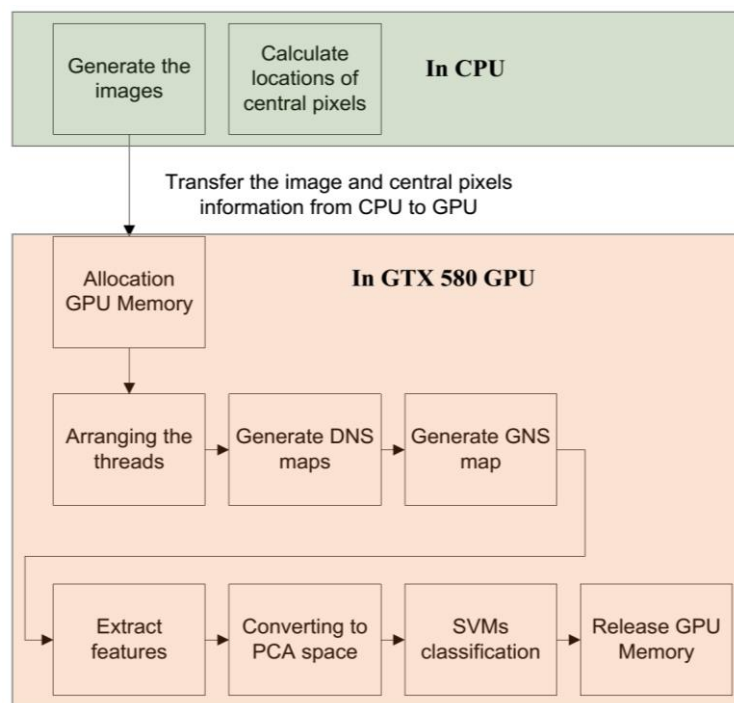 Generate the
images
Calculate
locations of
central pixels
In CPU
Transfer the image and central pixels
information from CPU to GPU
Allocation
GPU Memory
In GTX 580 GPU
Arranging the
threads
Generate DNS
maps
Generate GNS
map
Extract
features
Converting to
PCA space
SVMs
classification
Release GPU
Memory